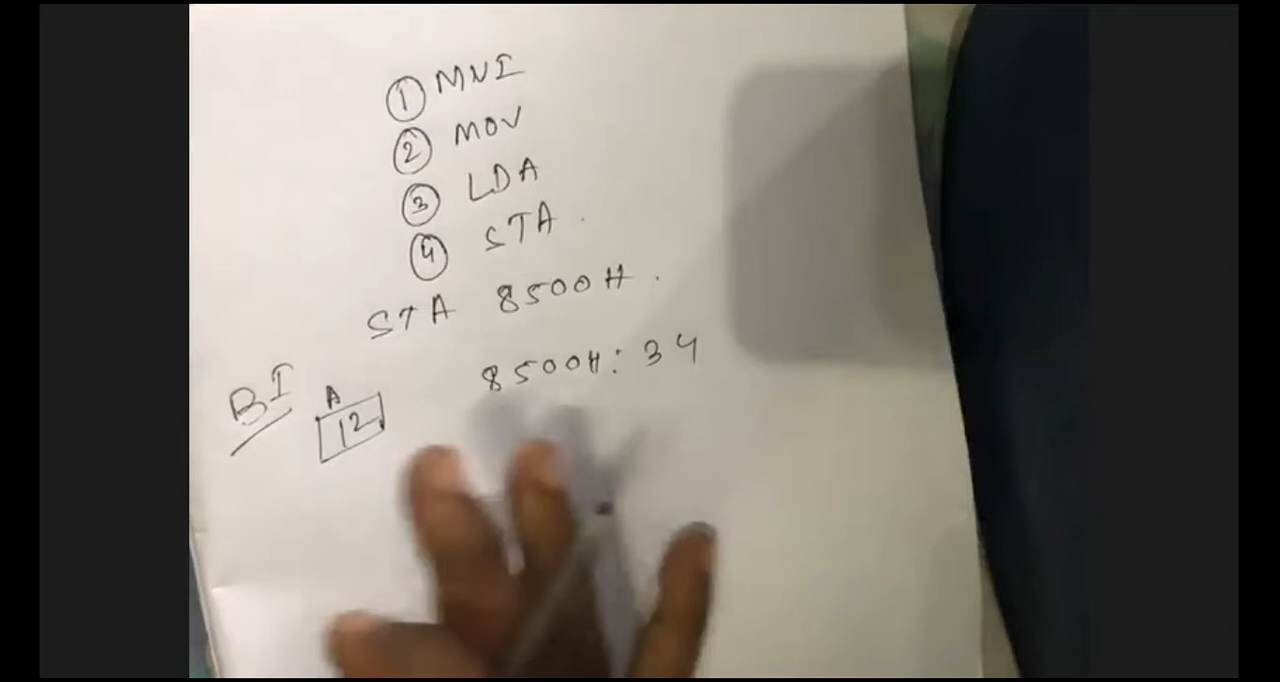 ① MVI
② MOV
③ LDA
④ STA.
STA 8500H.
8500H: 34
BI
A
12